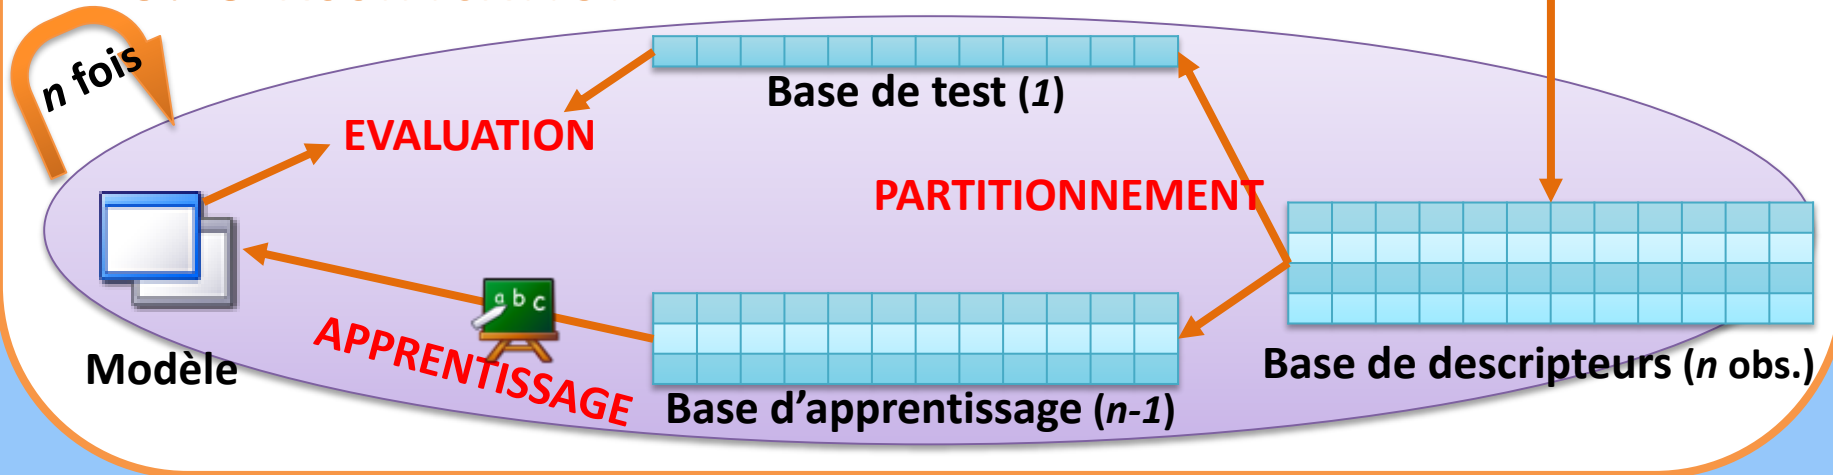 n fois
Base de test (1)
EVALUATION
PARTITIONNEMENT
a b c
APPRENTISSAGE
Modèle
Base d’apprentissage (n-1)
Base de descripteurs (n obs.)